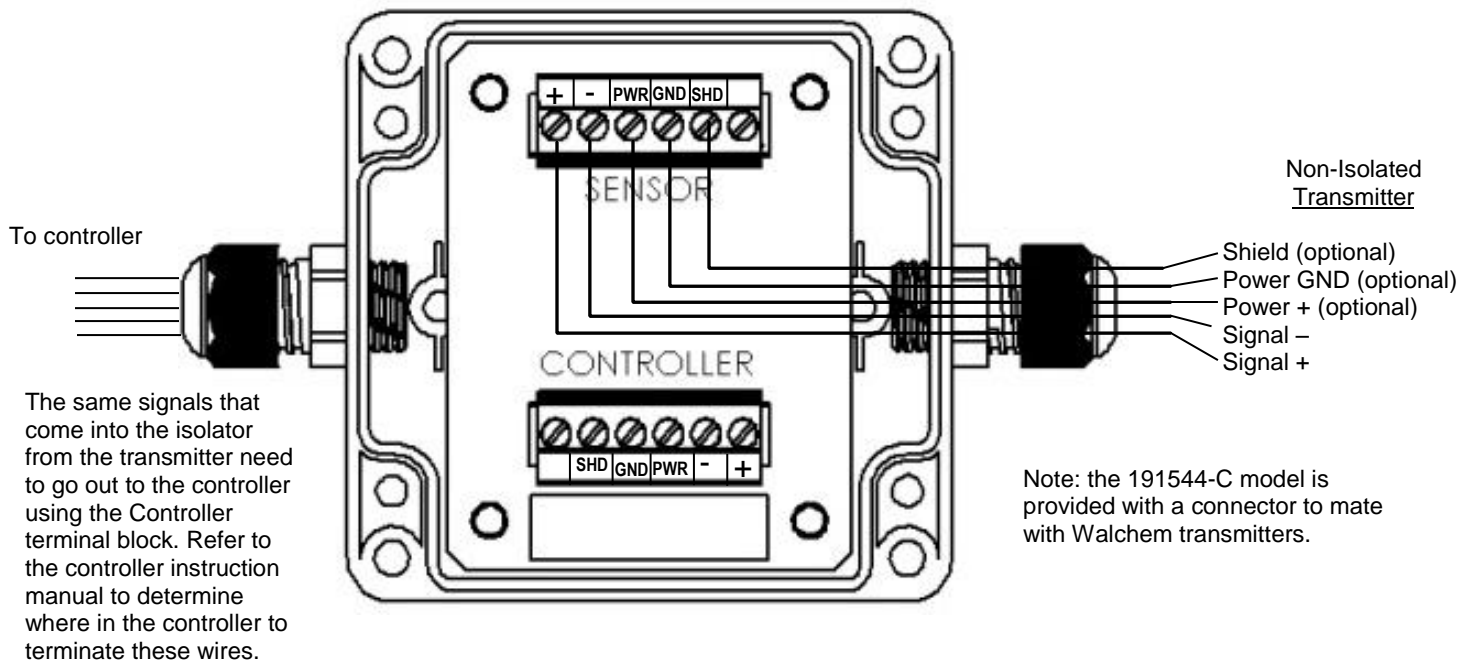 + - PWR GND SHD
SENSOR
Non-Isolated
Transmitter
To controller
Shield (optional)
Power GND (optional)
Power + (optional)
Signal –
Signal +
CONTROLLER
SHD GND PWR - +
The same signals that
come into the isolator
from the transmitter need
to go out to the controller
using the Controller
terminal block. Refer to
the controller instruction
manual to determine
where in the controller to
terminate these wires.
Note: the 191544-C model is
provided with a connector to mate
with Walchem transmitters.